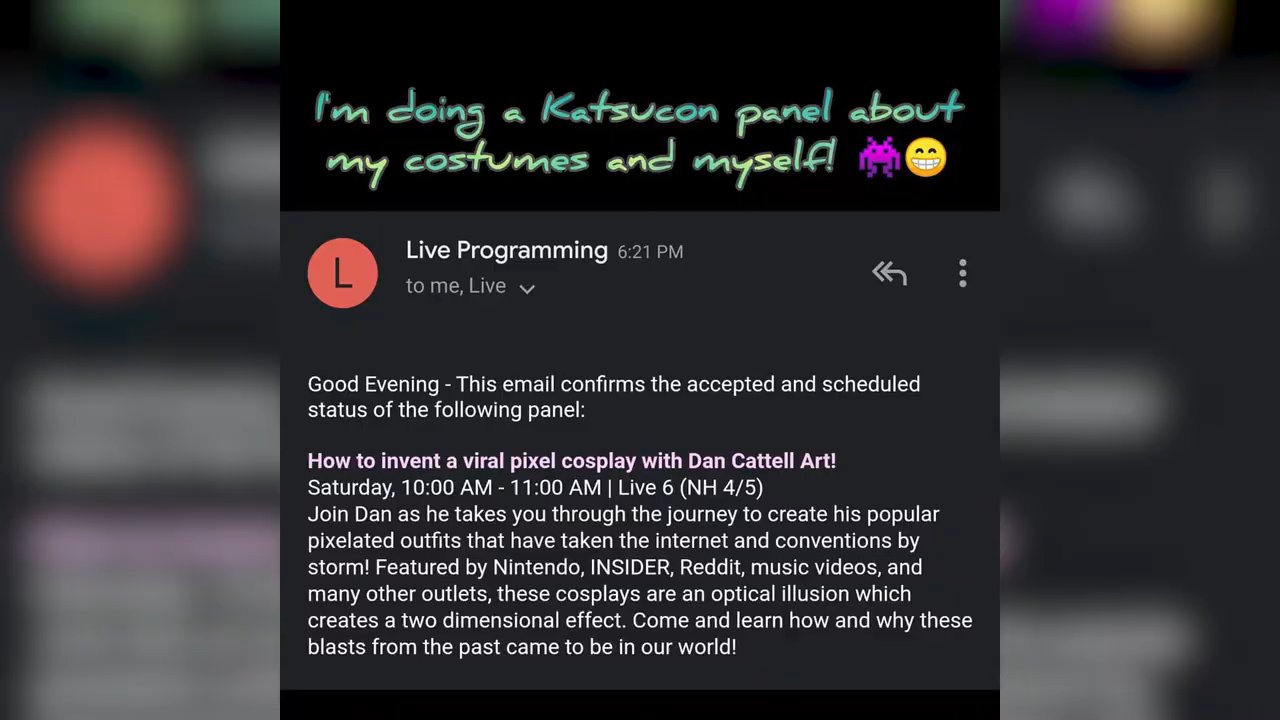 I'm doing a Katsucon panel about
my costumes and myself! 👾😁
L
Live Programming 6:21 PM
to me, Live
Good Evening - This email confirms the accepted and scheduled
status of the following panel:
How to invent a viral pixel cosplay with Dan Cattell Art!
Saturday, 10:00 AM - 11:00 AM | Live 6 (NH 4/5)
Join Dan as he takes you through the journey to create his popular
pixelated outfits that have taken the internet and conventions by
storm! Featured by Nintendo, INSIDER, Reddit, music videos, and
many other outlets, these cosplays are an optical illusion which
creates a two dimensional effect. Come and learn how and why these
blasts from the past came to be in our world!